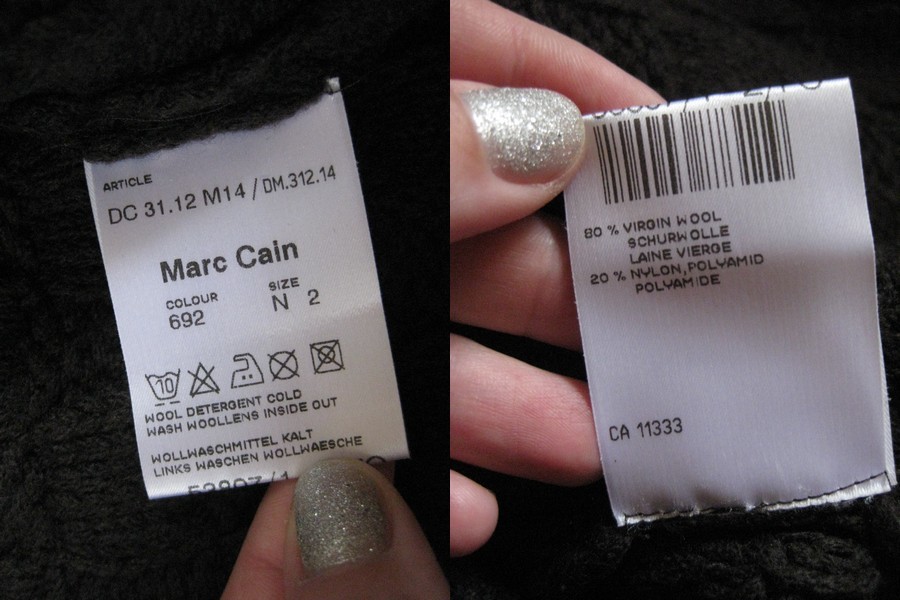 ARTICLE
DC 31.12 M14 / DM.312.14
Marc Cain
COLOUR
692
SIZE
N 2
10
WOOL DETERGENT COLD
WASH WOOLLENS INSIDE OUT
WOLLWASCHMITTEL KALT
LINKS WASCHEN WOLLWAESCHE
80 % VIRGIN WOOL
SCHURWOLLE
LAINE VIERGE
20 % NYLON,POLYAMID
POLYAMIDE
CA 11333